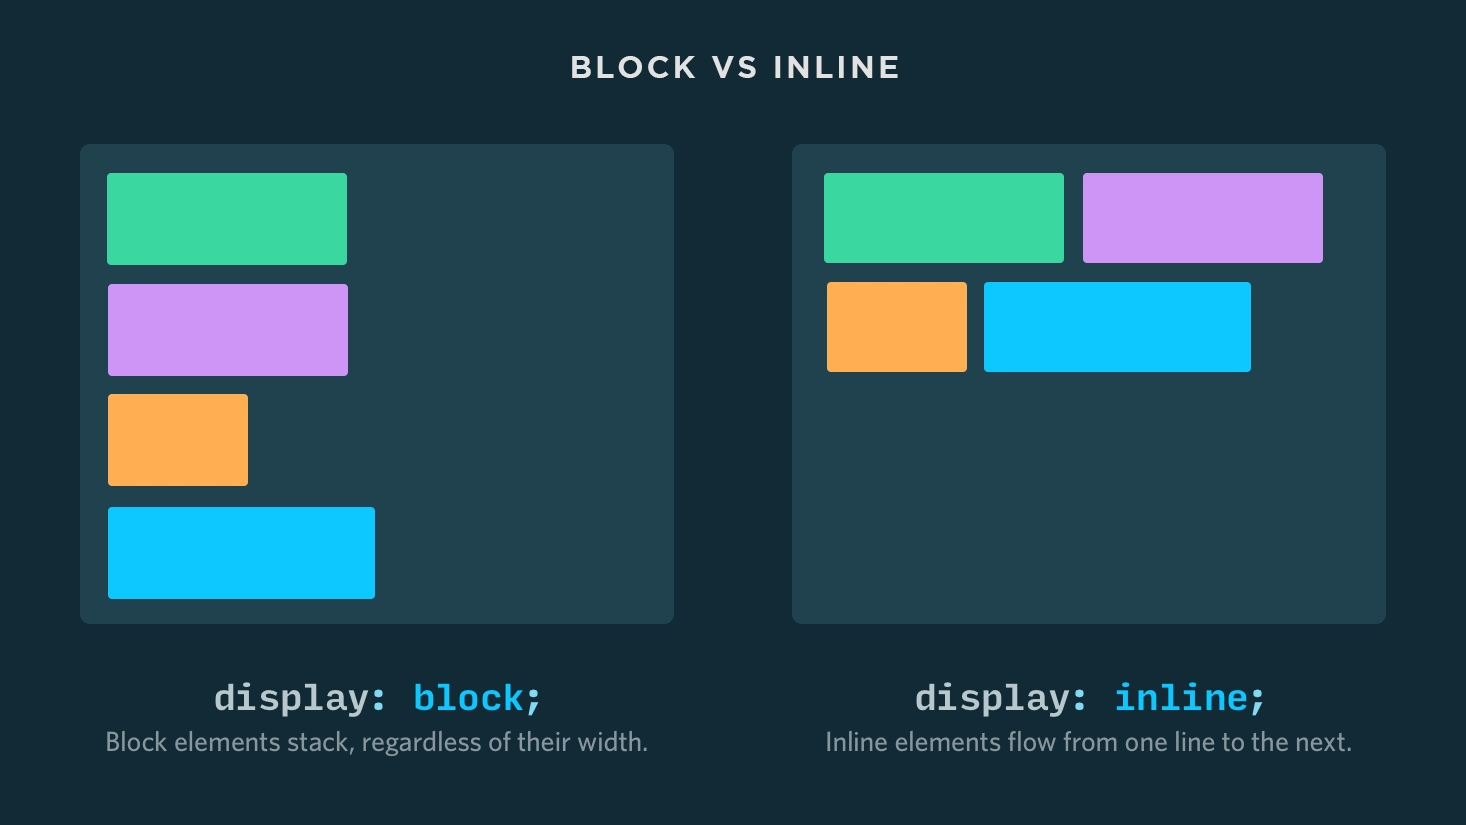 BLOCK VS INLINE
display: block;
Block elements stack, regardless of their width.
display: inline;
Inline elements flow from one line to the next.